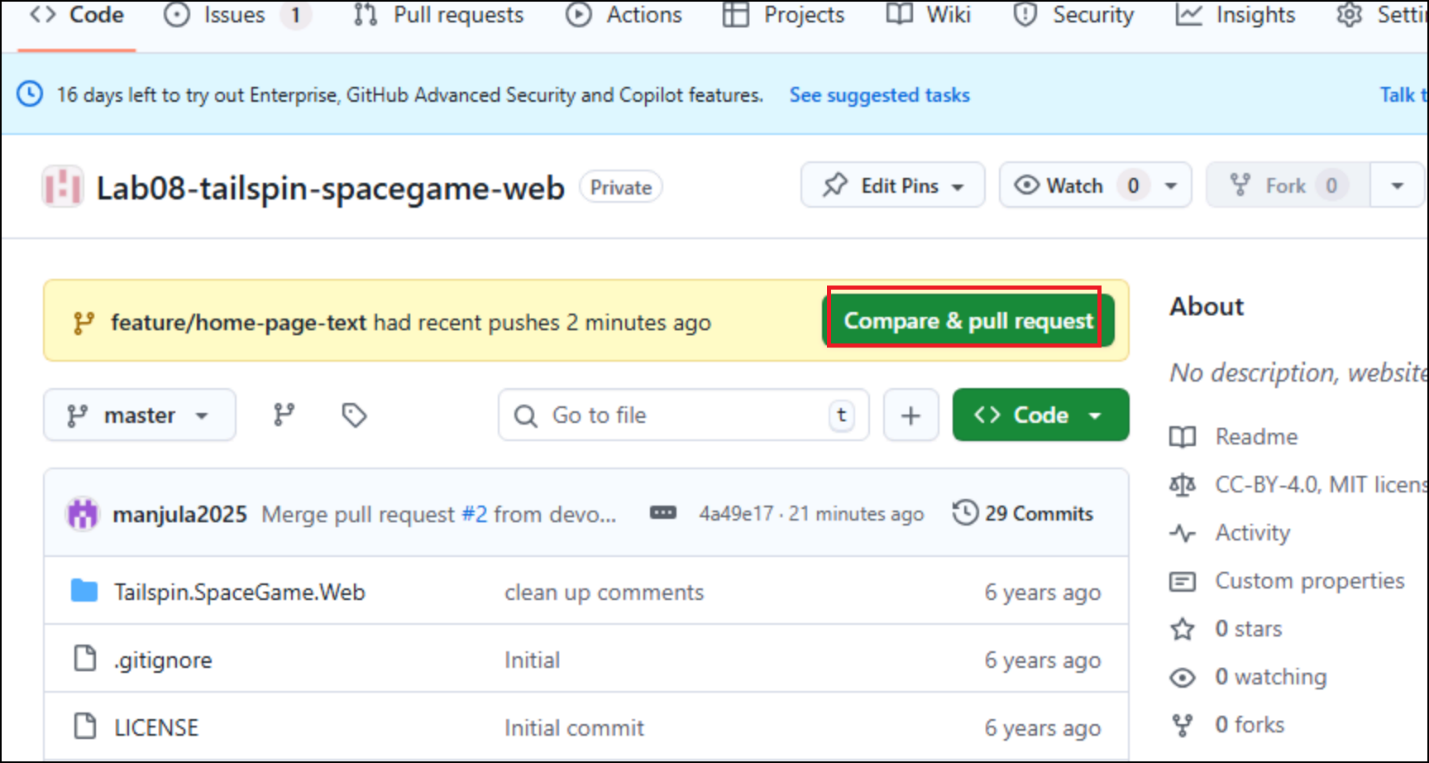 Code Issues 1 Pull requests Actions Projects Wiki Security Insights
16 days left to try out Enterprise, GitHub Advanced Security and Copilot features. See suggested tasks Talk
Lab08-tailspin-spacegame-web Private Edit Pins Watch 0 Fork 0
feature/home-page-text had recent pushes 2 minutes ago Compare & pull request
master Go to file t + Code
manjula2025 Merge pull request #2 from devo... 4a49e17 · 21 minutes ago 29 Commits
Tailspin.SpaceGame.Web clean up comments 6 years ago
.gitignore Initial 6 years ago
LICENSE Initial commit 6 years ago
About
No description, website
Readme
CC-BY-4.0, MIT licens
Activity
Custom properties
0 stars
0 watching
0 forks